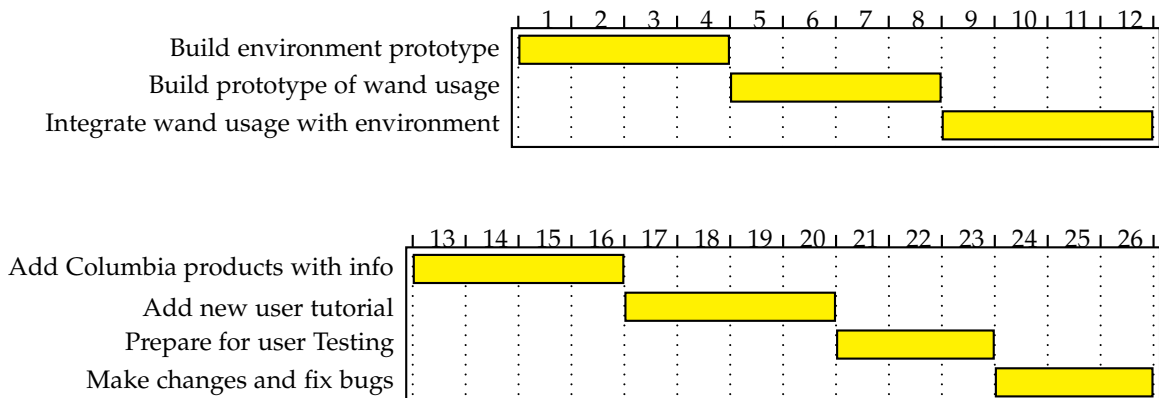 1 2 3 4 5 6 7 8 9 10 11 12
Build environment prototype
Build prototype of wand usage
Integrate wand usage with environment
13 14 15 16 17 18 19 20 21 22 23 24 25 26
Add Columbia products with info
Add new user tutorial
Prepare for user Testing
Make changes and fix bugs